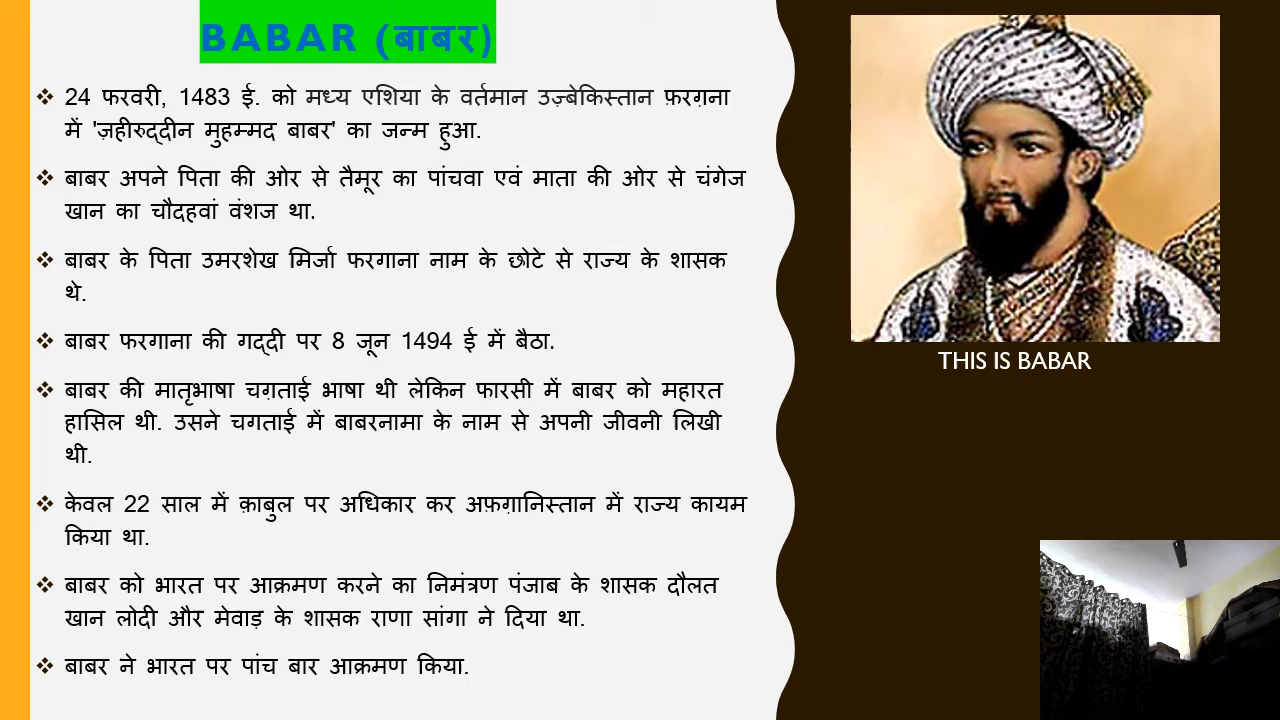 BABAR (बाबर)
24 फरवरी, 1483 ई. को मध्य एशिया के वर्तमान उज़्बेकिस्तान फ़रग़ना
में 'ज़हीरुद्दीन मुहम्मद बाबर' का जन्म हुआ.
बाबर अपने पिता की ओर से तैमूर का पांचवा एवं माता की ओर से चंगेज
खान का चौदहवां वंशज था.
बाबर के पिता उमरशेख मिर्जा फरगाना नाम के छोटे से राज्य के शासक
थे.
बाबर फरगाना की गद्दी पर 8 जून 1494 ई में बैठा.
बाबर की मातृभाषा चग़ताई भाषा थी लेकिन फारसी में बाबर को महारत
हासिल थी. उसने चगताई में बाबरनामा के नाम से अपनी जीवनी लिखी
थी.
केवल 22 साल में क़ाबुल पर अधिकार कर अफ़ग़ानिस्तान में राज्य कायम
किया था.
बाबर को भारत पर आक्रमण करने का निमंत्रण पंजाब के शासक दौलत
खान लोदी और मेवाड़ के शासक राणा सांगा ने दिया था.
बाबर ने भारत पर पांच बार आक्रमण किया.
THIS IS BABAR